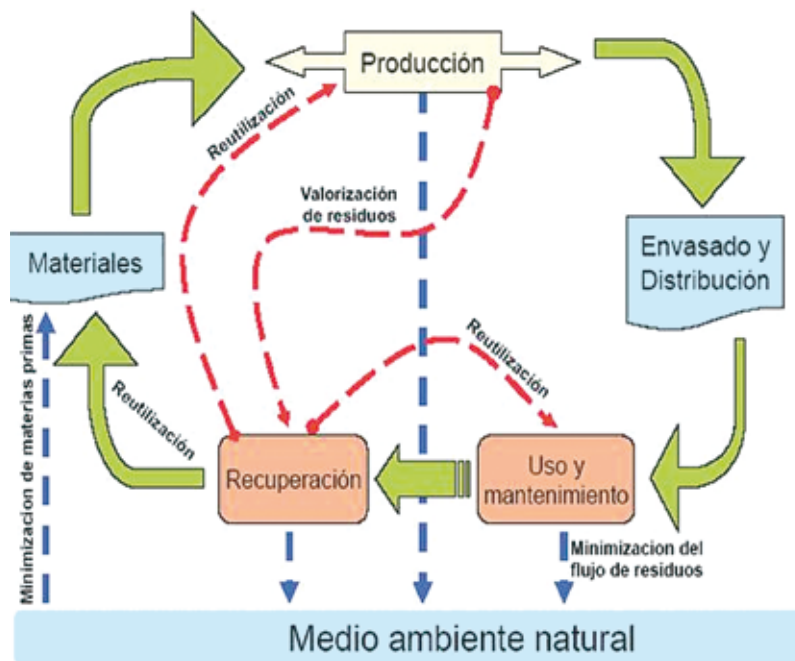 Producción
Reutilización
Valorización
de residuos
Materiales
Envasado y
Distribución
Minimizacion de materias primas
Reutilización
Reutilización
Recuperación
Uso y
mantenimiento
Minimizacion del
flujo de residuos
Medio ambiente natural